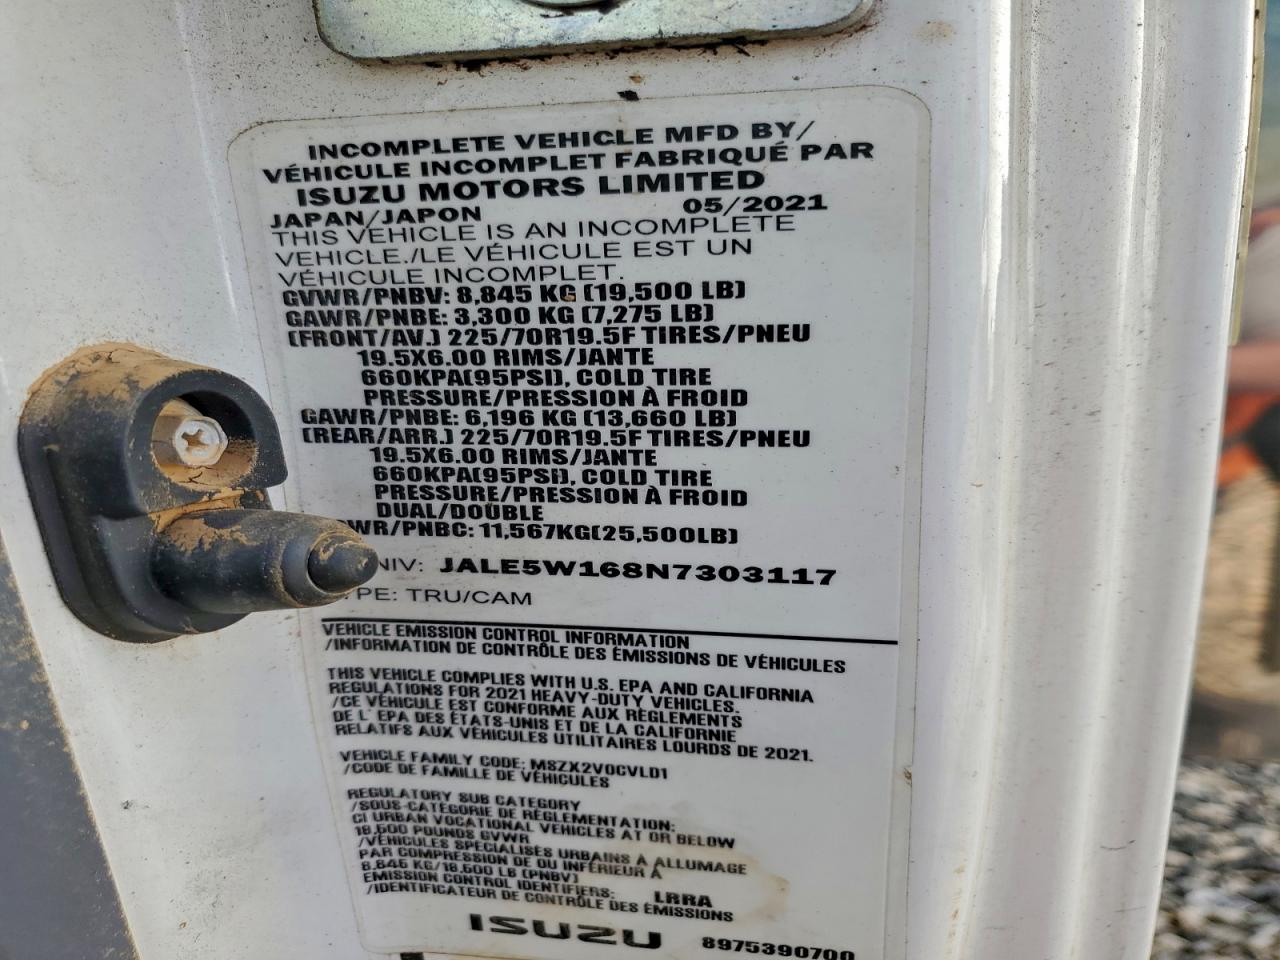 INCOMPLETE VEHICLE MFD BY/
VÉHICULE INCOMPLET FABRIQUÉ PAR
ISUZU MOTORS LIMITED
JAPAN/JAPON 05/2021
THIS VEHICLE IS AN INCOMPLETE
VEHICLE./LE VÉHICULE EST UN
VÉHICULE INCOMPLET.
GVWR/PNBV: 8,845 KG (19,500 LB)
GAWR/PNBE: 3,300 KG (7,275 LB)
(FRONT/AV.) 225/70R19.5F TIRES/PNEU
19.5X6.00 RIMS/JANTE
660KPA(95PSI), COLD TIRE
PRESSURE/PRESSION À FROID
GAWR/PNBE: 6,196 KG (13,660 LB)
(REAR/ARR.) 225/70R19.5F TIRES/PNEU
19.5X6.00 RIMS/JANTE
660KPA(95PSI), COLD TIRE
PRESSURE/PRESSION À FROID
DUAL/DOUBLE
WR/PNBC: 11,567KG(25,500LB)
NIV: JALE5W168N7303117
PE: TRU/CAM
VEHICLE EMISSION CONTROL INFORMATION
/INFORMATION DE CONTRÔLE DES ÉMISSIONS DE VÉHICULES
THIS VEHICLE COMPLIES WITH U.S. EPA AND CALIFORNIA
REGULATIONS FOR 2021 HEAVY-DUTY VEHICLES.
/CE VÉHICULE EST CONFORME AUX RÈGLEMENTS
DE L' EPA DES ÉTATS-UNIS ET DE LA CALIFORNIE
RELATIFS AUX VÉHICULES UTILITAIRES LOURDS DE 2021.
VEHICLE FAMILY CODE: MSZX2VOCVLD1
/CODE DE FAMILLE DE VÉHICULES
REGULATORY SUB CATEGORY
/SOUS-CATÉGORIE DE RÉGLEMENTATION:
CI URBAN VOCATIONAL VEHICLES AT OR BELOW
19,500 POUNDS GVWR
/VÉHICULES SPÉCIALISÉS URBAINS À ALLUMAGE
PAR COMPRESSION DE OU INFÉRIEUR À
8,845 KG/19,500 LB (PNBV)
EMISSION CONTROL IDENTIFIERS: LRRA
/IDENTIFICATEUR DE CONTRÔLE DES ÉMISSIONS
ISUZU 8975390700